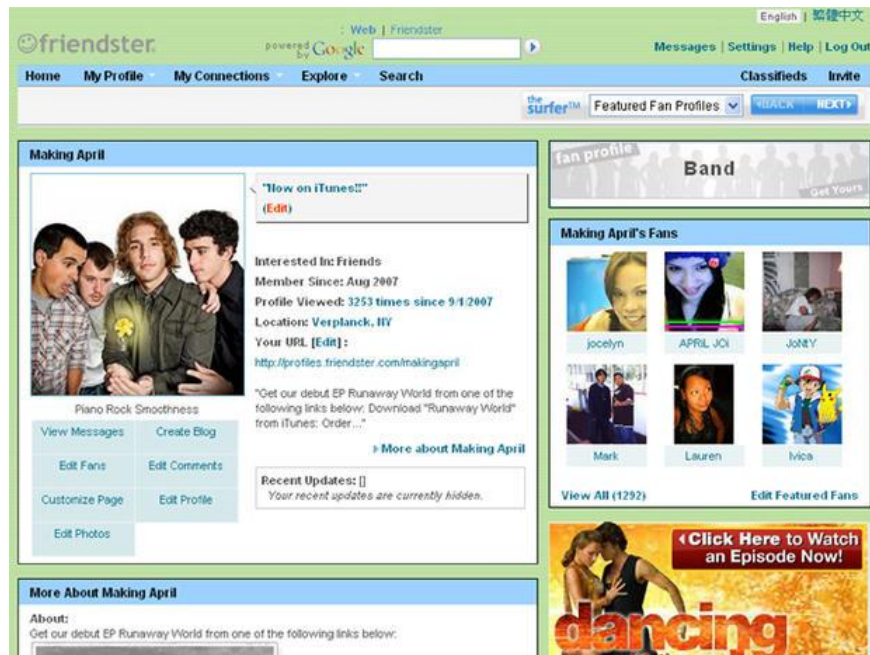 English | 繁體中文
friendster
: Web | Friendster
powered by Google
Messages | Settings | Help | Log Out
Home My Profile My Connections Explore Search Classifieds Invite
the surfer™ Featured Fan Profiles BACK NEXT
Making April
"Now on iTunes!!"
(Edit)
Interested In: Friends
Member Since: Aug 2007
Profile Viewed: 3253 times since 9/1/2007
Location: Verplanck, NY
Your URL [Edit] :
http://profiles.friendster.com/makingapril
"Get our debut EP Runaway World from one of the
following links below: Download "Runaway World"
from iTunes: Order..."
More about Making April
Recent Updates: []
Your recent updates are currently hidden.
Piano Rock Smoothness
View Messages Create Blog
Edit Fans Edit Comments
Customize Page Edit Profile
Edit Photos
More About Making April
About:
Get our debut EP Runaway World from one of the following links below:
fan profile
Band
Get Yours
Making April's Fans
jocelyn APRIL JOi JoNtY
Mark Lauren Ivica
View All (1292) Edit Featured Fans
Click Here to Watch
an Episode Now!
dancing